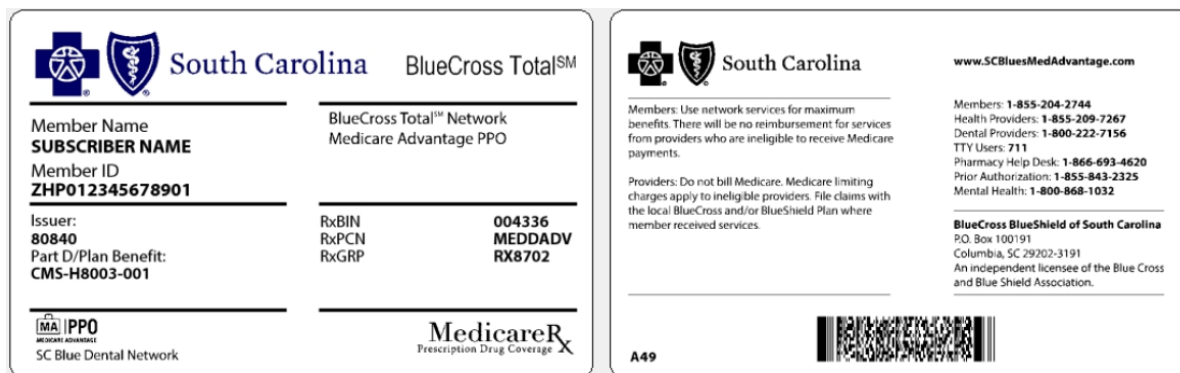 South Carolina
BlueCross Total℠
Member Name
SUBSCRIBER NAME
Member ID
ZHP012345678901
BlueCross Total℠ Network
Medicare Advantage PPO
Issuer:
80840
Part D/Plan Benefit:
CMS-H8003-001
RxBIN 004336
RxPCN MEDDADV
RxGRP RX8702
MA PPO
MEDICARE ADVANTAGE
SC Blue Dental Network
MedicareRx
Prescription Drug Coverage
South Carolina
Members: Use network services for maximum
benefits. There will be no reimbursement for services
from providers who are ineligible to receive Medicare
payments.
Providers: Do not bill Medicare. Medicare limiting
charges apply to ineligible providers. File claims with
the local BlueCross and/or BlueShield Plan where
member received services.
A49
www.SCBluesMedAdvantage.com
Members: 1-855-204-2744
Health Providers: 1-855-209-7267
Dental Providers: 1-800-222-7156
TTY Users: 711
Pharmacy Help Desk: 1-866-693-4620
Prior Authorization: 1-855-843-2325
Mental Health: 1-800-868-1032
BlueCross BlueShield of South Carolina
P.O. Box 100191
Columbia, SC 29202-3191
An independent licensee of the Blue Cross
and Blue Shield Association.